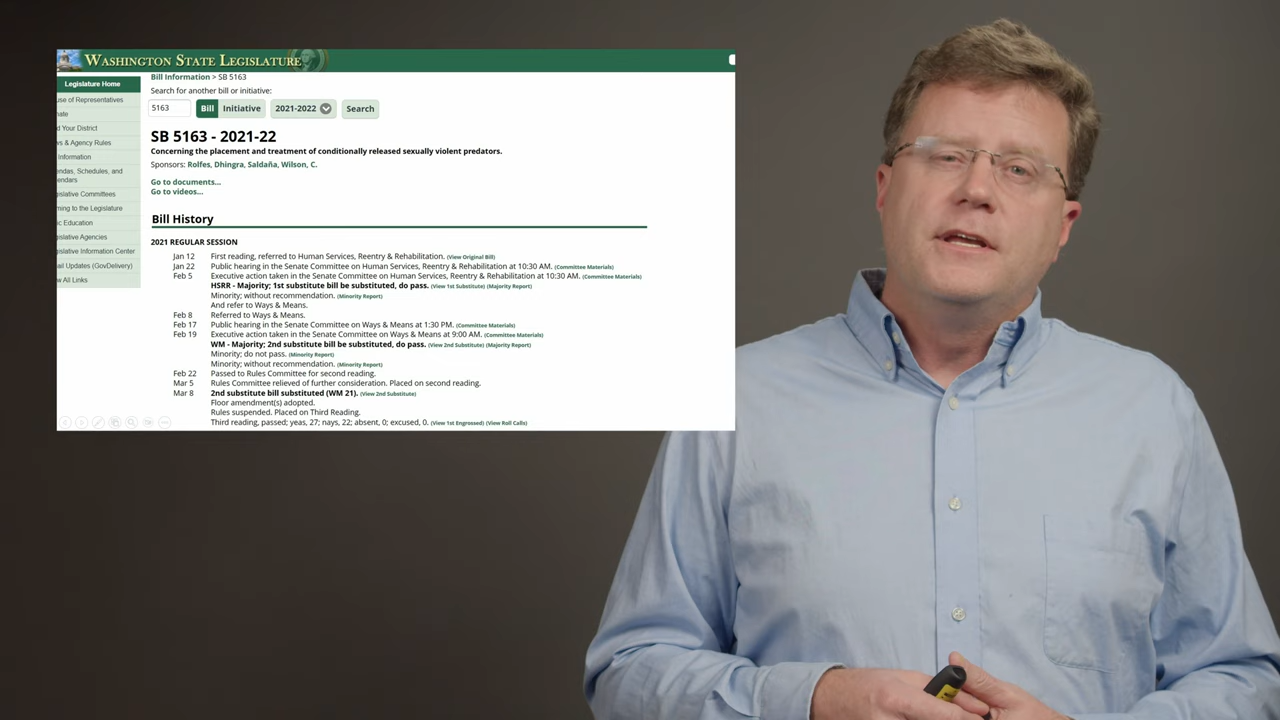 WASHINGTON STATE LEGISLATURE
Legislature Home
use of Representatives
nate
d Your District
ws & Agency Rules
Information
endas, Schedules, and
endars
gislative Committees
ming to the Legislature
ic Education
gislative Agencies
gislative Information Center
ail Updates (GovDelivery)
w All Links
Bill Information > SB 5163
Search for another bill or initiative:
5163 Bill Initiative 2021-2022 Search
SB 5163 - 2021-22
Concerning the placement and treatment of conditionally released sexually violent predators.
Sponsors: Rolfes, Dhingra, Saldaña, Wilson, C.
Go to documents...
Go to videos...
Bill History
2021 REGULAR SESSION
Jan 12 First reading, referred to Human Services, Reentry & Rehabilitation. (View Original Bill)
Jan 22 Public hearing in the Senate Committee on Human Services, Reentry & Rehabilitation at 10:30 AM. (Committee Materials)
Feb 5 Executive action taken in the Senate Committee on Human Services, Reentry & Rehabilitation at 10:30 AM. (Committee Materials)
HSRR - Majority; 1st substitute bill be substituted, do pass. (View 1st Substitute) (Majority Report)
Minority; without recommendation. (Minority Report)
And refer to Ways & Means.
Feb 8 Referred to Ways & Means.
Feb 17 Public hearing in the Senate Committee on Ways & Means at 1:30 PM. (Committee Materials)
Feb 19 Executive action taken in the Senate Committee on Ways & Means at 9:00 AM. (Committee Materials)
WM - Majority; 2nd substitute bill be substituted, do pass. (View 2nd Substitute) (Majority Report)
Minority; do not pass. (Minority Report)
Minority; without recommendation. (Minority Report)
Feb 22 Passed to Rules Committee for second reading.
Mar 5 Rules Committee relieved of further consideration. Placed on second reading.
Mar 8 2nd substitute bill substituted (WM 21). (View 2nd Substitute)
Floor amendment(s) adopted.
Rules suspended. Placed on Third Reading.
Third reading, passed; yeas, 27; nays, 22; absent, 0; excused, 0. (View 1st Engrossed) (View Roll Calls)